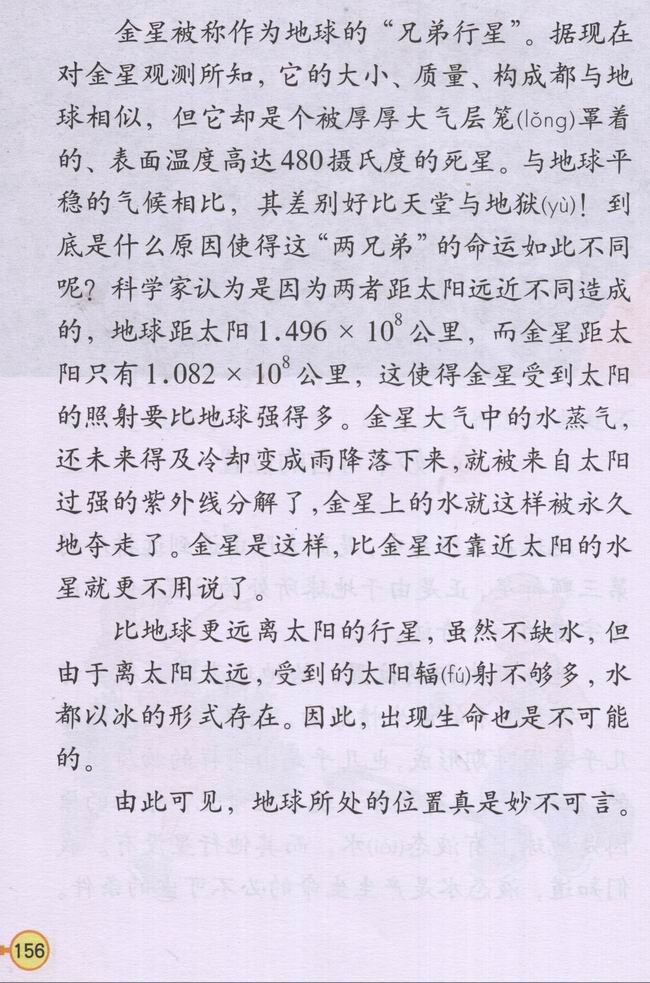 金星被称作为地球的“兄弟行星”。据现在
对金星观测所知，它的大小、质量、构成都与地
球相似，但它却是个被厚厚大气层笼(lǒng)罩着
的、表面温度高达480摄氏度的死星。与地球平
稳的气候相比，其差别好比天堂与地狱(yù)！到
底是什么原因使得这“两兄弟”的命运如此不同
呢？科学家认为是因为两者距太阳远近不同造成
的，地球距太阳1.496 × 10⁸公里，而金星距太
阳只有1.082 × 10⁸公里，这使得金星受到太阳
的照射要比地球强得多。金星大气中的水蒸气，
还未来得及冷却变成雨降落下来，就被来自太阳
过强的紫外线分解了，金星上的水就这样被永久
地夺走了。金星是这样，比金星还靠近太阳的水
星就更不用说了。
比地球更远离太阳的行星，虽然不缺水，但
由于离太阳太远，受到的太阳辐(fú)射不够多，水
都以冰的形式存在。因此，出现生命也是不可能
的。
由此可见，地球所处的位置真是妙不可言。
156